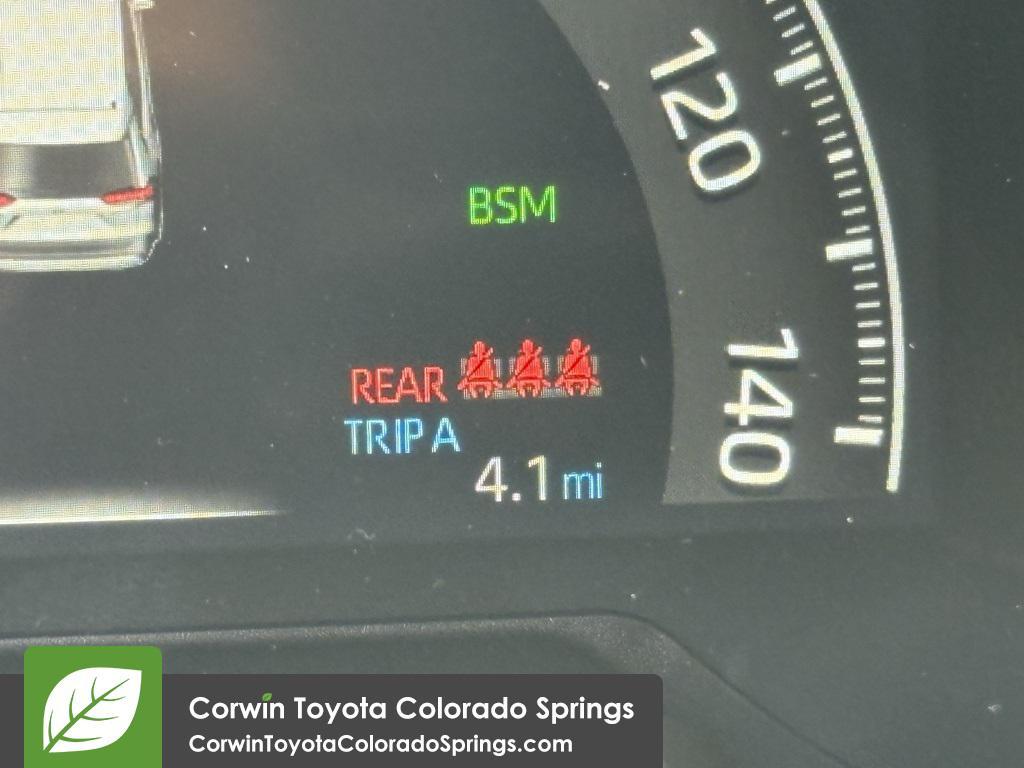 120
BSM
140
REAR
TRIP A
4.1 mi
Corwin Toyota Colorado Springs
CorwinToyotaColoradoSprings.com